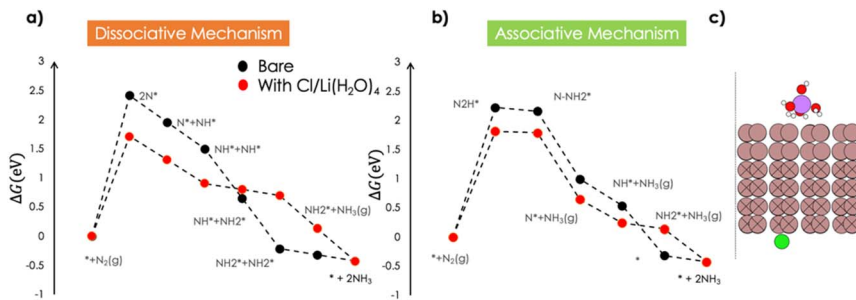 a)
Dissociative Mechanism
3
2.5
2
1.5
1
0.5
0
-0.5
-1
ΔG(eV)
Bare
With Cl/Li(H₂O)₄
2N*
N*+NH*
NH*+NH*
NH*+NH2*
NH2*+NH2*
NH2*+NH₃(g)
*+N₂(g)
* + 2NH₃
b)
Associative Mechanism
3
2.5
2
1.5
1
0.5
0
-0.5
-1
ΔG(eV)
N2H*
N-NH2*
NH*+NH₃(g)
N*+NH₃(g)
NH2*+NH₃(g)
*
*+N₂(g)
* + 2NH₃
c)